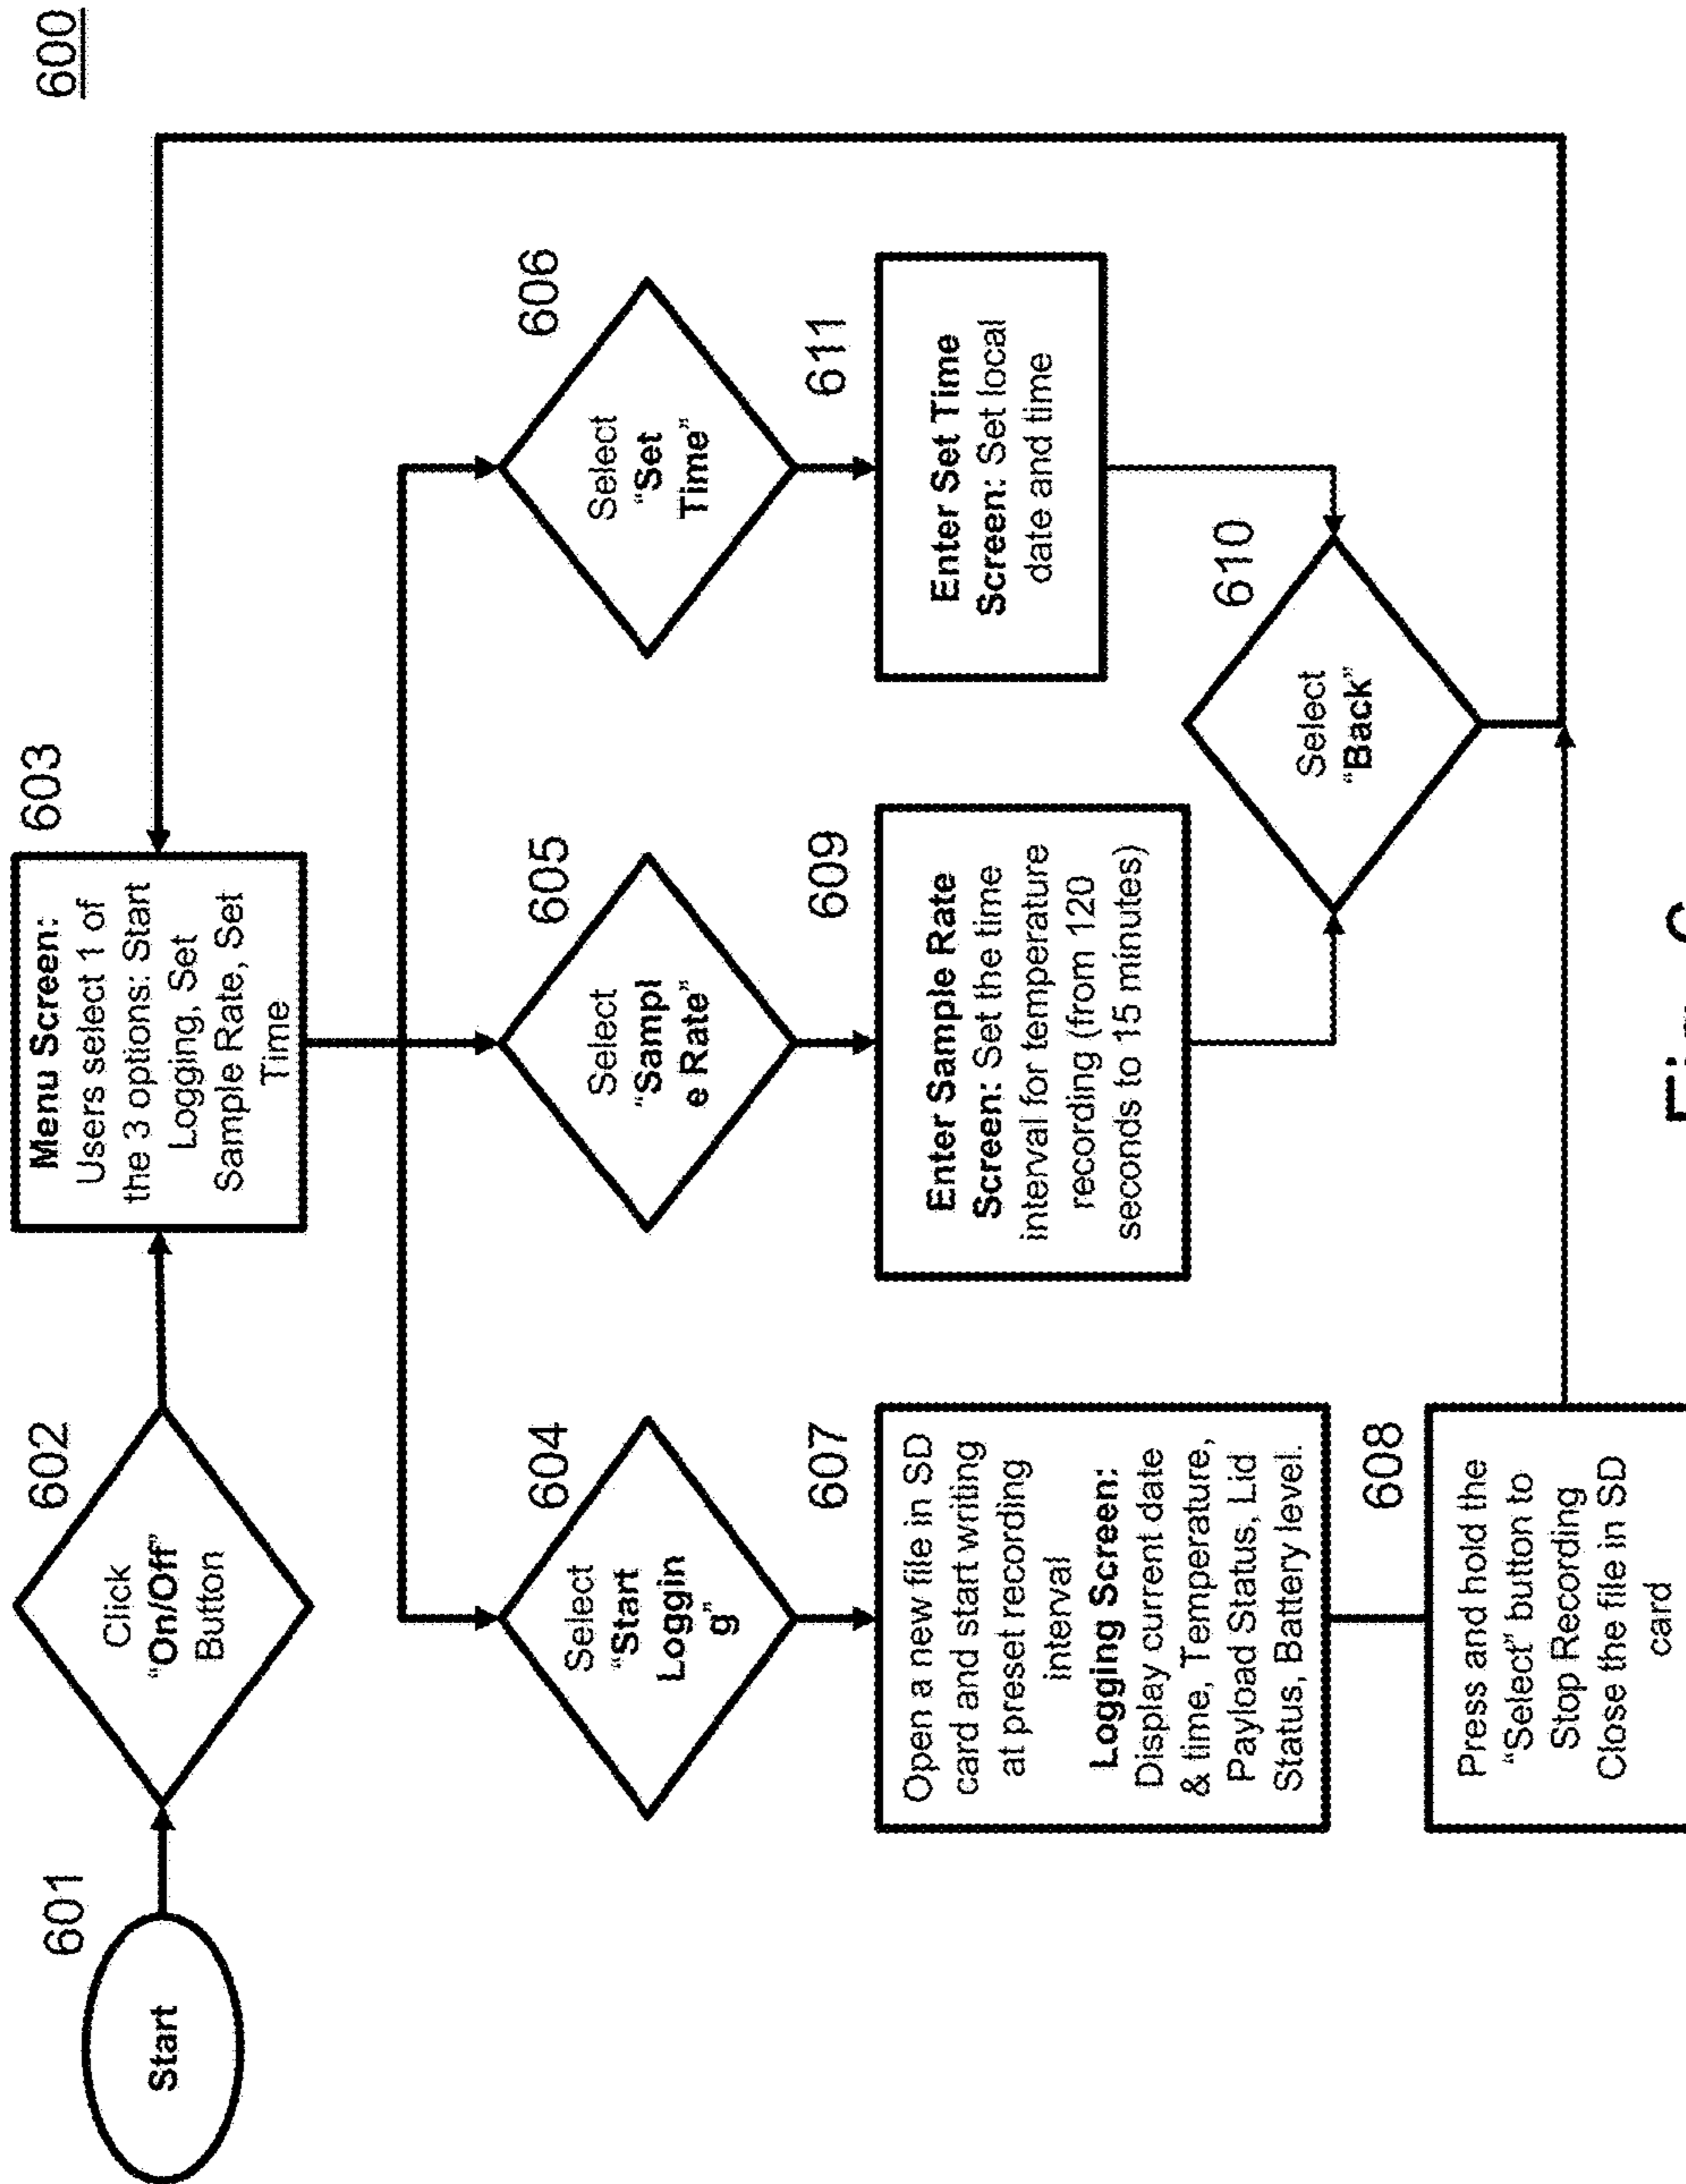 600
601
Start
602
Click
“On/Off”
Button
603
Menu Screen:
Users select 1 of
the 3 options: Start
Logging, Set
Sample Rate, Set
Time
604
Select
“Start
Loggin
g”
605
Select
“Sampl
e Rate”
606
Select
“Set
Time”
607
Open a new file in SD
card and start writing
at preset recording
interval
Logging Screen:
Display current date
& time, Temperature,
Payload Status, Lid
Status, Battery level.
609
Enter Sample Rate
Screen: Set the time
interval for temperature
recording (from 120
seconds to 15 minutes)
611
Enter Set Time
Screen: Set local
date and time
608
Press and hold the
“Select” button to
Stop Recording
Close the file in SD
card
610
Select
“Back”